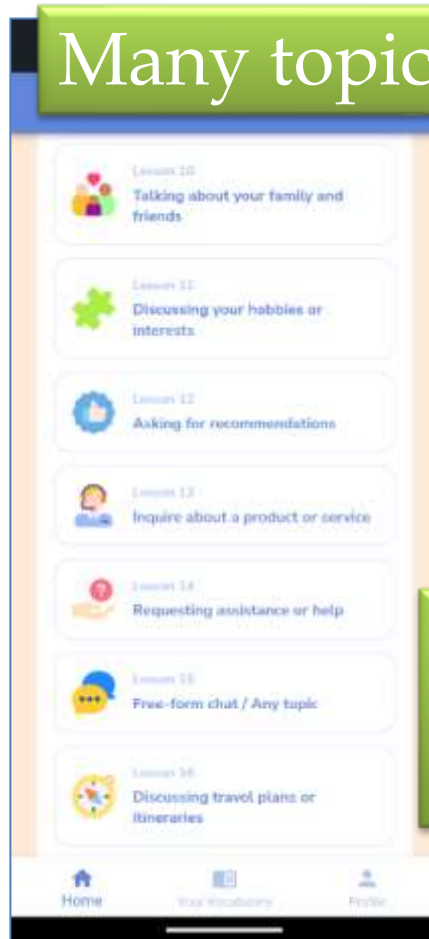 Many topic
Lesson 10
Talking about your family and
friends
Lesson 11
Discussing your hobbies or
interests
Lesson 12
Asking for recommendations
Lesson 13
Inquire about a product or service
Lesson 14
Requesting assistance or help
Lesson 15
Free-form chat / Any topic
Lesson 16
Discussing travel plans or
itineraries
Home
Your Vocabulary
Profile